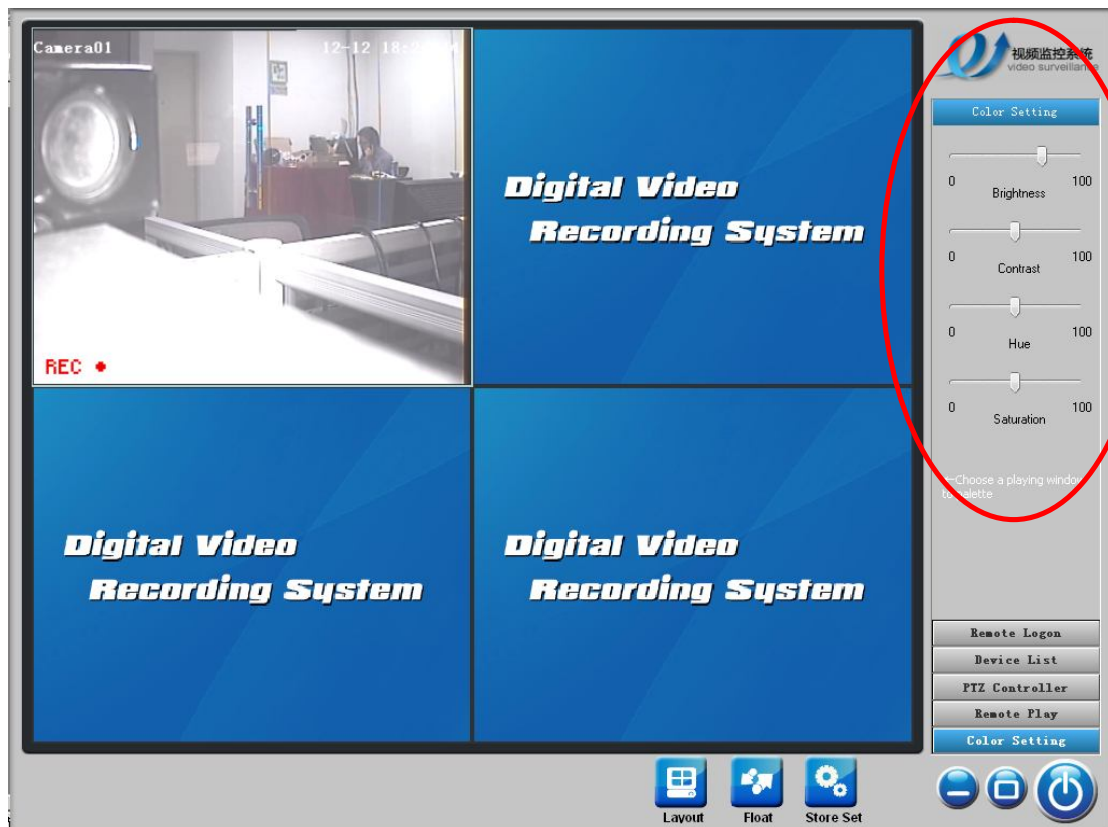 Camera01
12-12 18:2
REC
Digital Video
Recording System
Digital Video
Recording System
Digital Video
Recording System
视频监控系统
video surveillance
Color Setting
0 100
Brightness
0 100
Contrast
0 100
Hue
0 100
Saturation
Choose a playing window
to palette
Remote Logon
Device List
PTZ Controller
Remote Play
Color Setting
Layout
Float
Store Set